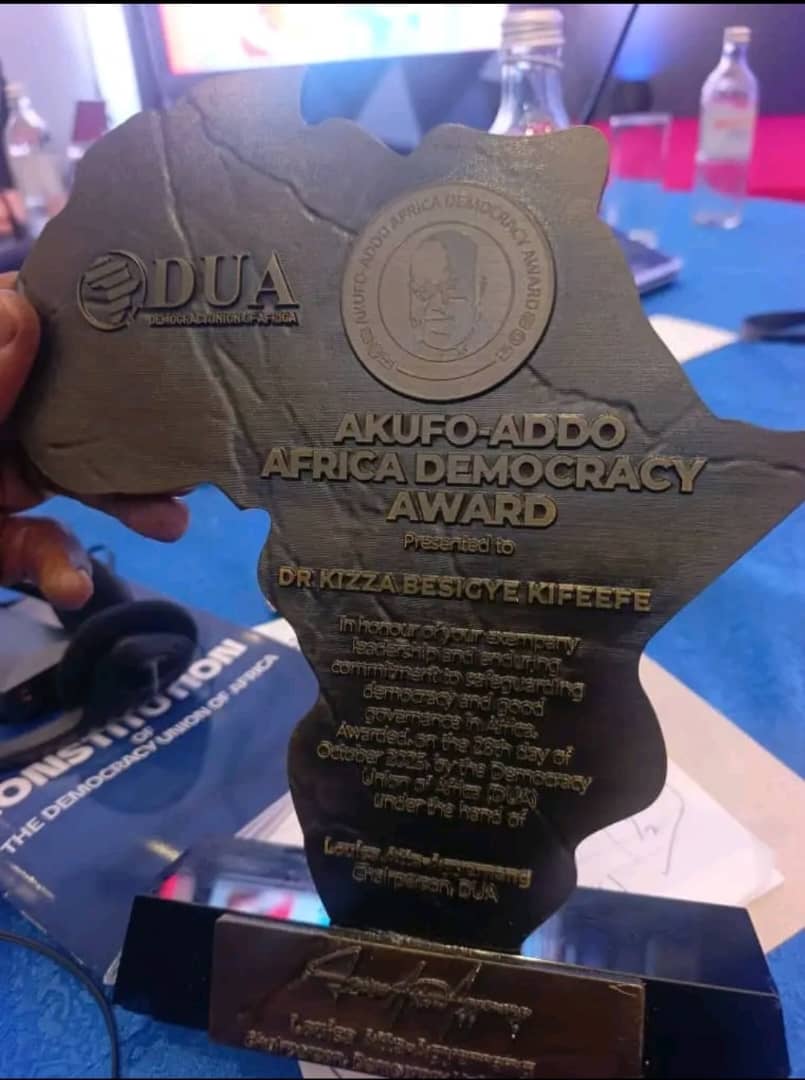 DUA
DEMOCRACY UNION OF AFRICA
AKUFO-ADDO AFRICA DEMOCRACY AWARD
AKUFO-ADDO
AFRICA DEMOCRACY
AWARD
Presented to
DR KIZZA BESIGYE KIFEEFE
In honour of your exempany
leadership and enduring
commitment to safeguarding
democracy and good
governance in Africa.
Awarded, on the 28th day of
October 2025, by the Democracy
Union of Africa (DUA)
under the hand of
Chairperson, DUA
CONSTITUTION
OF
THE DEMOCRACY UNION OF AFRICA